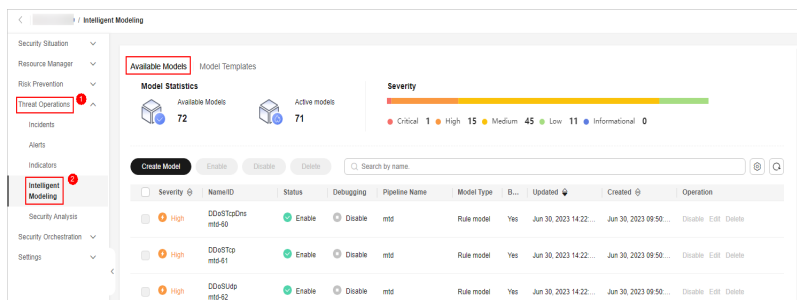 / Intelligent Modeling
Security Situation
Resource Manager
Risk Prevention
Threat Operations 1
Incidents
Alerts
Indicators
Intelligent
Modeling
2
Security Analysis
Security Orchestration
Settings
Available Models Model Templates
Model Statistics
Available Models
72
Active models
71
Severity
Critical 1 High 15 Medium 45 Low 11 Informational 0
Create Model Enable Disable Delete Search by name.
Severity Name/ID Status Debugging Pipeline Name Model Type B... Updated Created Operation
High DDoSTcpDns mtd-60 Enable Disable mtd Rule model Yes Jun 30, 2023 14:22:... Jun 30, 2023 09:50:... Disable Edit Delete
High DDoSTcp mtd-61 Enable Disable mtd Rule model Yes Jun 30, 2023 14:22:... Jun 30, 2023 09:50:... Disable Edit Delete
High DDoSUdp mtd-62 Enable Disable mtd Rule model Yes Jun 30, 2023 14:22:... Jun 30, 2023 09:50:... Disable Edit Delete